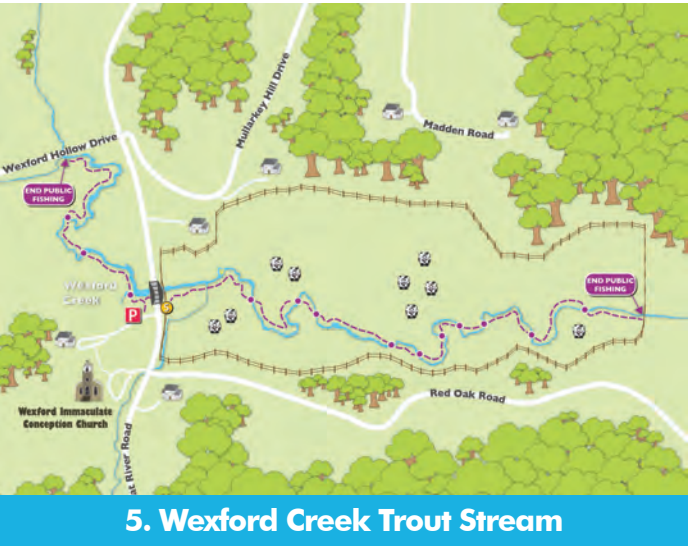 Mullarkey Hill Drive
Madden Road
Wexford Hollow Drive
END PUBLIC
FISHING
Wexford
Creek
P
END PUBLIC
FISHING
Red Oak Road
Wexford Immaculate
Conception Church
at River Road
5. Wexford Creek Trout Stream